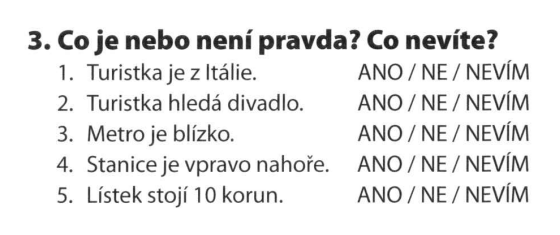 3. Co je nebo není pravda? Co nevíte?
1. Turistka je z Itálie. ANO / NE / NEVÍM
2. Turistka hledá divadlo. ANO / NE / NEVÍM
3. Metro je blízko. ANO / NE / NEVÍM
4. Stanice je vpravo nahoře. ANO / NE / NEVÍM
5. Lístek stojí 10 korun. ANO / NE / NEVÍM